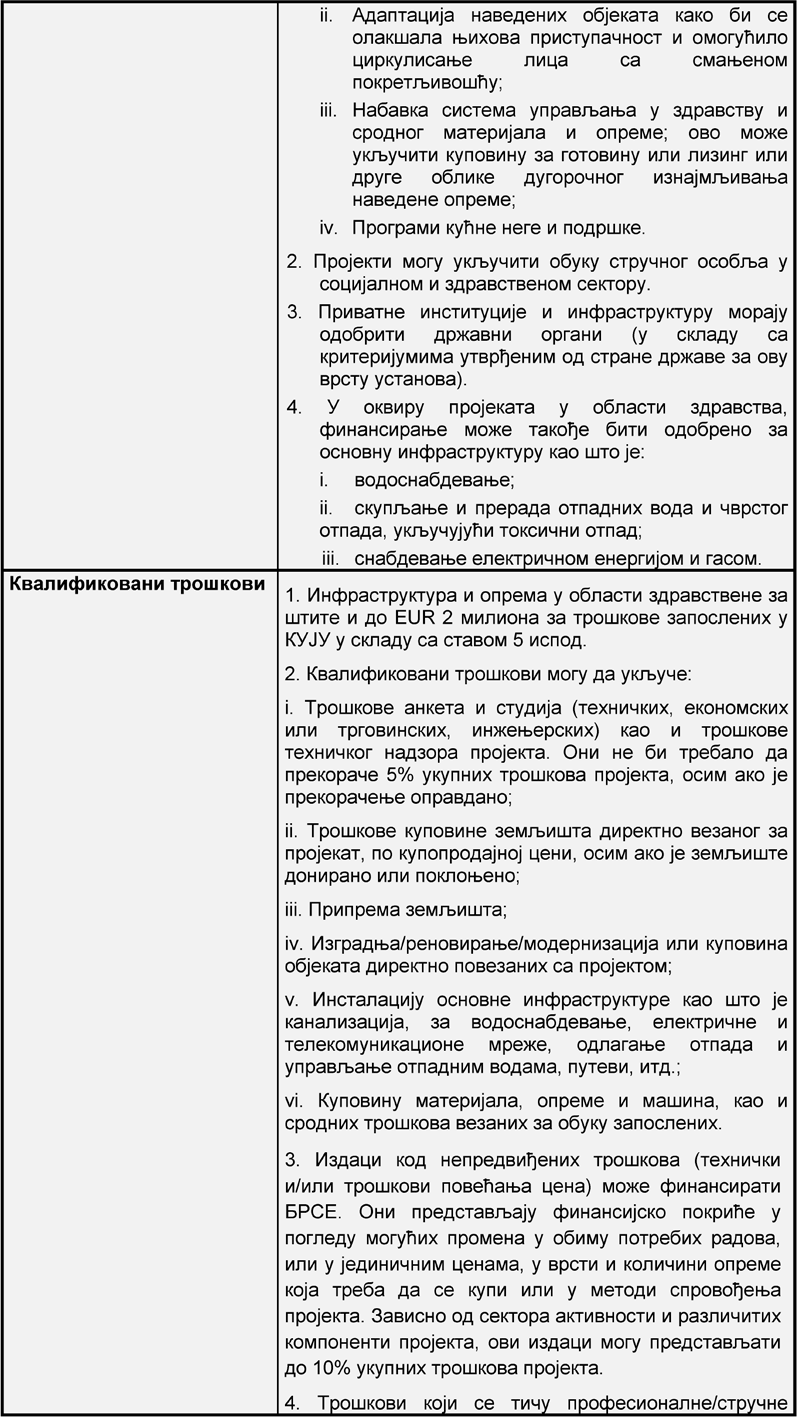 ii. Адаптација наведених објеката како би се
олакшала њихова приступачност и омогућило
циркулисање лица са смањеном
покретљивошћу;
iii. Набавка система управљања у здравству и
сродног материјала и опреме; ово може
укључити куповину за готовину или лизинг или
друге облике дугорочног изнајмљивања
наведене опреме;
iv. Програми кућне неге и подршке.
2. Пројекти могу укључити обуку стручног особља у
социјалном и здравственом сектору.
3. Приватне институције и инфраструктуру морају
одобрити државни органи (у складу са
критеријумима утврђеним од стране државе за ову
врсту установа).
4. У оквиру пројеката у области здравства,
финансирање може такође бити одобрено за
основну инфраструктуру као што је:
i. водоснабдевање;
ii. скупљање и прерада отпадних вода и чврстог
отпада, укључујући токсични отпад;
iii. снабдевање електричном енергијом и гасом.
Квалификовани трошкови
1. Инфраструктура и опрема у области здравствене за
штите и до EUR 2 милиона за трошкове запослених у
КУЈУ у складу са ставом 5 испод.
2. Квалификовани трошкови могу да укључе:
i. Трошкове анкета и студија (техничких, економских
или трговинских, инжењерских) као и трошкове
техничког надзора пројекта. Они не би требало да
прекораче 5% укупних трошкова пројекта, осим ако је
прекорачење оправдано;
ii. Трошкове куповине земљишта директно везаног за
пројекат, по купопродајној цени, осим ако је земљиште
донирано или поклоњено;
iii. Припрема земљишта;
iv. Изградња/реновирање/модернизација или куповина
објеката директно повезаних са пројектом;
v. Инсталацију основне инфраструктуре као што је
канализација, за водоснабдевање, електричне и
телекомуникационе мреже, одлагање отпада и
управљање отпадним водама, путеви, итд.;
vi. Куповину материјала, опреме и машина, као и
сродних трошкова везаних за обуку запослених.
3. Издаци код непредвиђених трошкова (технички
и/или трошкови повећања цена) може финансирати
БРСЕ. Они представљају финансијско покриће у
погледу могућих промена у обиму потребих радова,
или у јединичним ценама, у врсти и количини опреме
која треба да се купи или у методи спровођења
пројекта. Зависно од сектора активности и различитих
компоненти пројекта, ови издаци могу представљати
до 10% укупних трошкова пројекта.
4. Трошкови који се тичу професионалне/стручне